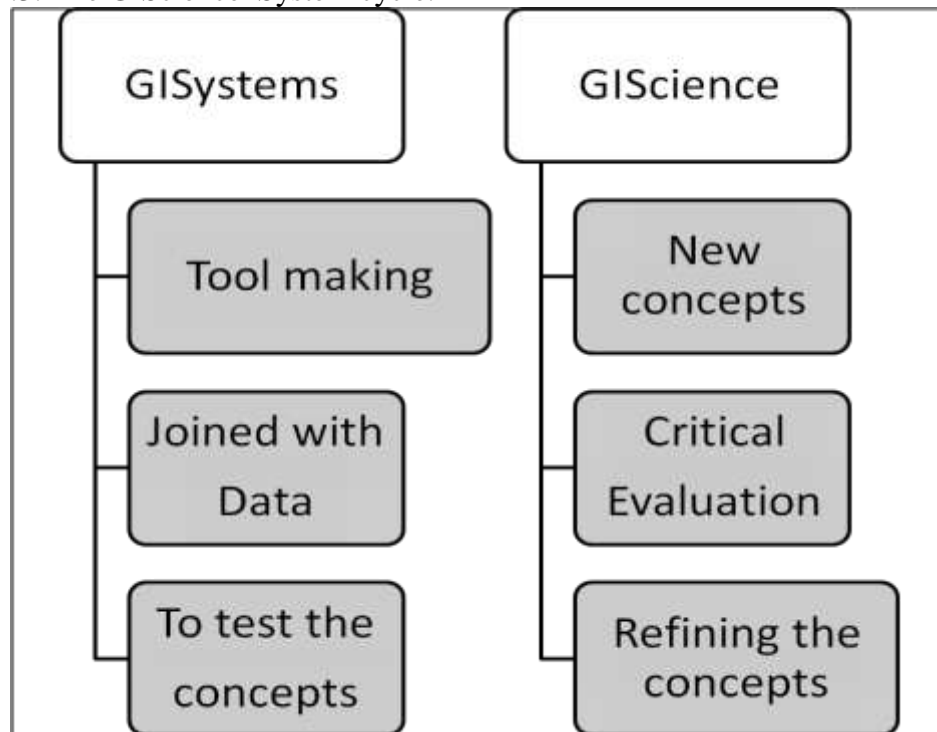 GISystems
Tool making
Joined with
Data
To test the
concepts
GIScience
New
concepts
Critical
Evaluation
Refining the
concepts